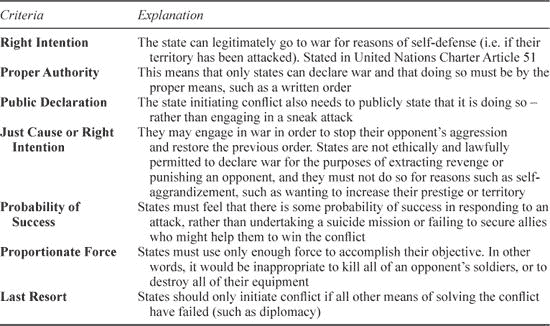 Criteria Explanation
Right Intention The state can legitimately go to war for reasons of self-defense (i.e. if their
territory has been attacked). Stated in United Nations Charter Article 51
Proper Authority This means that only states can declare war and that doing so must be by the
proper means, such as a written order
Public Declaration The state initiating conflict also needs to publicly state that it is doing so –
rather than engaging in a sneak attack
Just Cause or Right They may engage in war in order to stop their opponent's aggression
Intention and restore the previous order. States are not ethically and lawfully
permitted to declare war for the purposes of extracting revenge or
punishing an opponent, and they must not do so for reasons such as self-
aggrandizement, such as wanting to increase their prestige or territory
Probability of States must feel that there is some probability of success in responding to an
Success attack, rather than undertaking a suicide mission or failing to secure allies
who might help them to win the conflict
Proportionate Force States must use only enough force to accomplish their objective. In other
words, it would be inappropriate to kill all of an opponent's soldiers, or to
destroy all of their equipment
Last Resort States should only initiate conflict if all other means of solving the conflict
have failed (such as diplomacy)